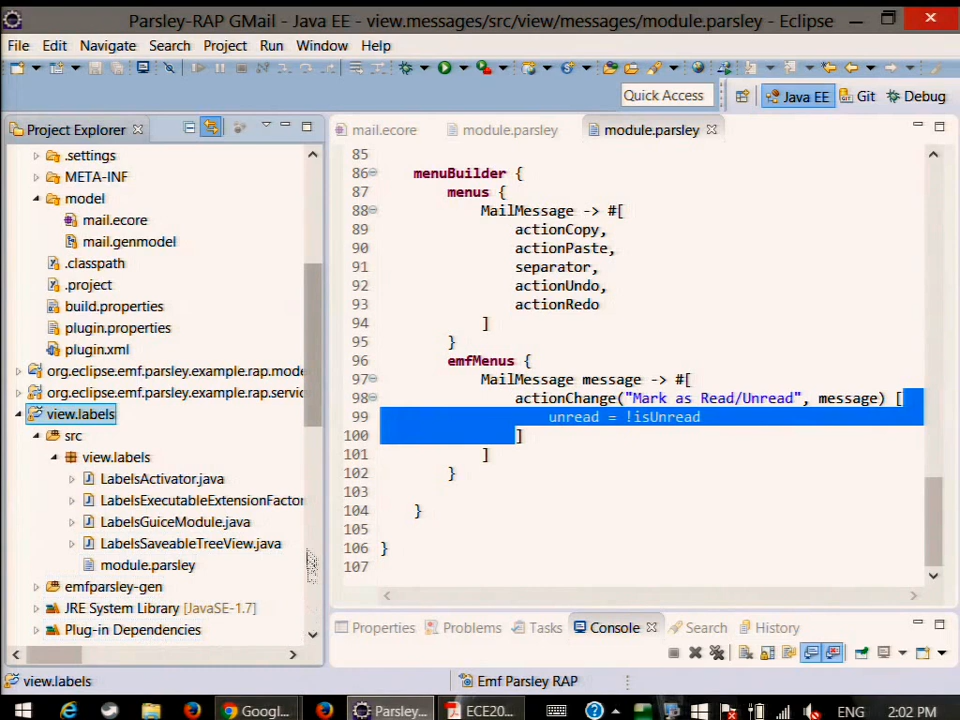 Parsley-RAP GMail - Java EE - view.messages/src/view/messages/module.parsley - Eclipse
File Edit Navigate Search Project Run Window Help
Quick Access
Java EE
Git
Debug
Project Explorer
mail.ecore
module.parsley
module.parsley
.settings
META-INF
model
mail.ecore
mail.genmodel
.classpath
.project
build.properties
plugin.properties
plugin.xml
org.eclipse.emf.parsley.example.rap.mode
org.eclipse.emf.parsley.example.rap.servic
view.labels
src
view.labels
LabelsActivator.java
LabelsExecutableExtensionFactor
LabelsGuiceModule.java
LabelsSaveableTreeView.java
module.parsley
emfparsley-gen
JRE System Library [JavaSE-1.7]
Plug-in Dependencies
85
86 menuBuilder {
87 menus {
88 MailMessage -> #[
89 actionCopy,
90 actionPaste,
91 separator,
92 actionUndo,
93 actionRedo
94 ]
95 }
96 emfMenus {
97 MailMessage message -> #[
98 actionChange("Mark as Read/Unread", message) [
99 unread = !isUnread
100 ]
101 ]
102 }
103
104 }
105
106 }
107
Properties
Problems
Tasks
Console
Search
History
view.labels
Emf Parsley RAP
Googl...
Parsley...
ECE20...
ENG
2:02 PM